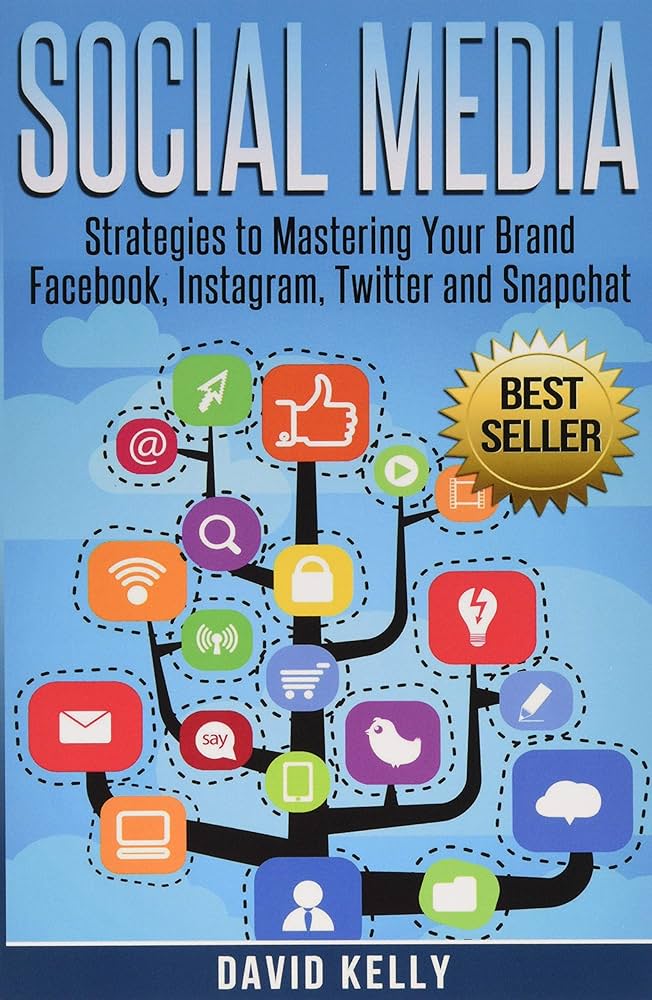 SOCIAL MEDIA
Strategies to Mastering Your Brand
Facebook, Instagram, Twitter and Snapchat
BEST
SELLER
@
say
DAVID KELLY